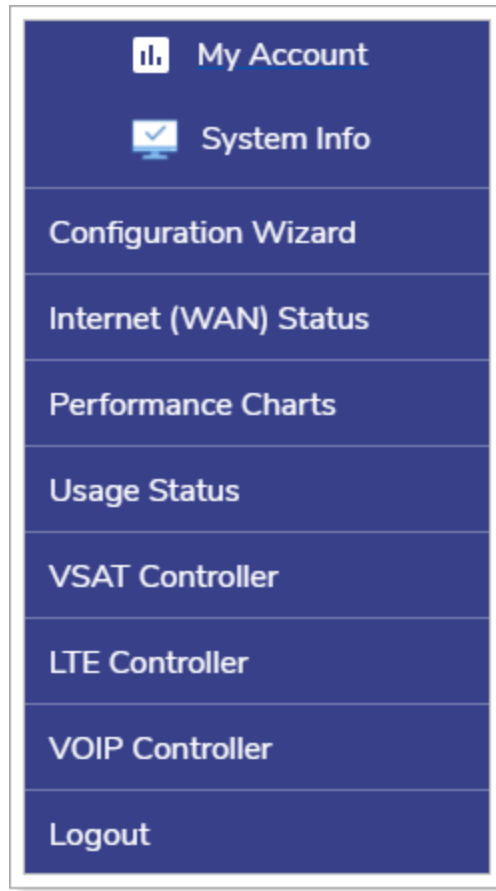 My Account
System Info
Configuration Wizard
Internet (WAN) Status
Performance Charts
Usage Status
VSAT Controller
LTE Controller
VOIP Controller
Logout